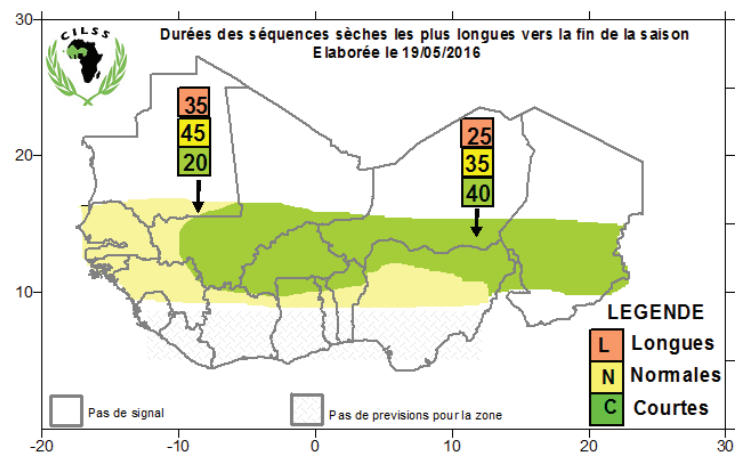 CILSS
Durées des séquences sèches les plus longues vers la fin de la saison
Elaborée le 19/05/2016
30
20
10
0
-20
-10
0
10
20
30
35
45
20
25
35
40
LEGENDE
L Longues
N Normales
C Courtes
Pas de signal
Pas de previsions pour la zone